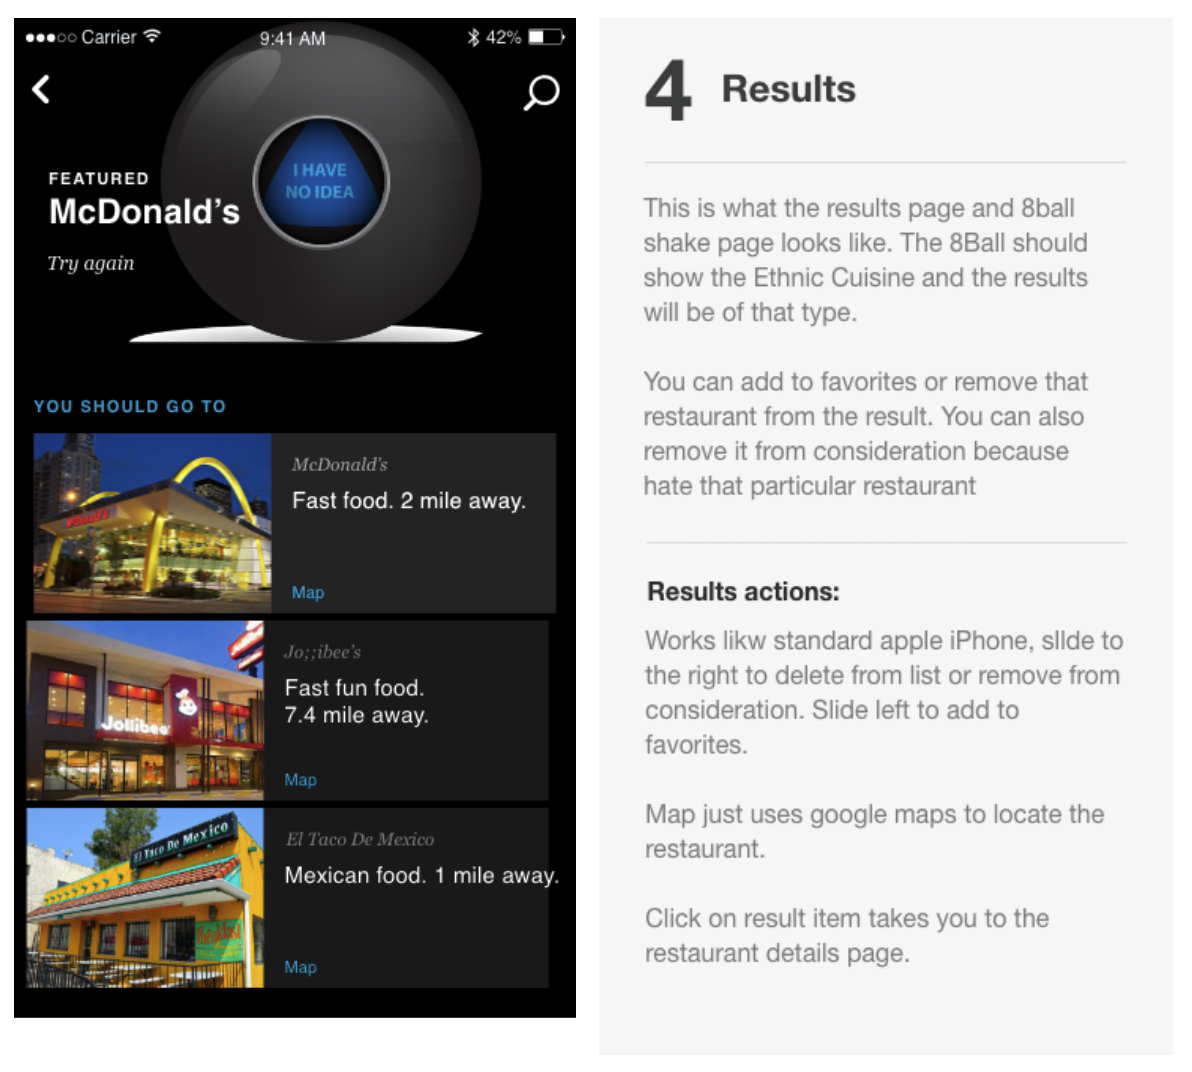 Carrier
9:41 AM
42%
I HAVE
NO IDEA
FEATURED
McDonald's
Try again
YOU SHOULD GO TO
McDonald's
Fast food. 2 mile away.
Map
Jollibee
Jo;;ibee's
Fast fun food.
7.4 mile away.
Map
El Taco De Mexico
Breakfast
El Taco De Mexico
Mexican food. 1 mile away.
Map
4 Results
This is what the results page and 8ball
shake page looks like. The 8Ball should
show the Ethnic Cuisine and the results
will be of that type.
You can add to favorites or remove that
restaurant from the result. You can also
remove it from consideration because
hate that particular restaurant
Results actions:
Works likw standard apple iPhone, slIde to
the right to delete from list or remove from
consideration. Slide left to add to
favorites.
Map just uses google maps to locate the
restaurant.
Click on result item takes you to the
restaurant details page.